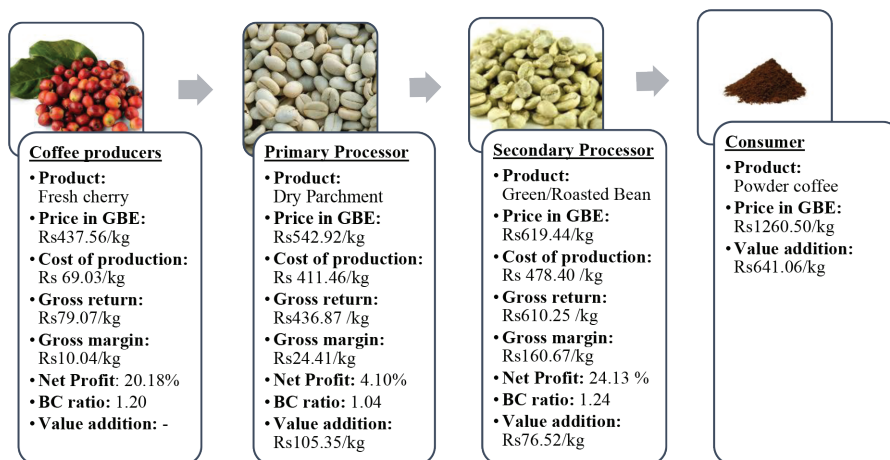 Coffee producers
• Product:
Fresh cherry
• Price in GBE:
Rs437.56/kg
• Cost of production:
Rs 69.03/kg
• Gross return:
Rs79.07/kg
• Gross margin:
Rs10.04/kg
• Net Profit: 20.18%
• BC ratio: 1.20
• Value addition: -
Primary Processor
• Product:
Dry Parchment
• Price in GBE:
Rs542.92/kg
• Cost of production:
Rs 411.46/kg
• Gross return:
Rs436.87 /kg
• Gross margin:
Rs24.41/kg
• Net Profit: 4.10%
• BC ratio: 1.04
• Value addition:
Rs105.35/kg
Secondary Processor
• Product:
Green/Roasted Bean
• Price in GBE:
Rs619.44/kg
• Cost of production:
Rs 478.40 /kg
• Gross return:
Rs610.25 /kg
• Gross margin:
Rs160.67/kg
• Net Profit: 24.13 %
• BC ratio: 1.24
• Value addition:
Rs76.52/kg
Consumer
• Product:
Powder coffee
• Price in GBE:
Rs1260.50/kg
• Value addition:
Rs641.06/kg